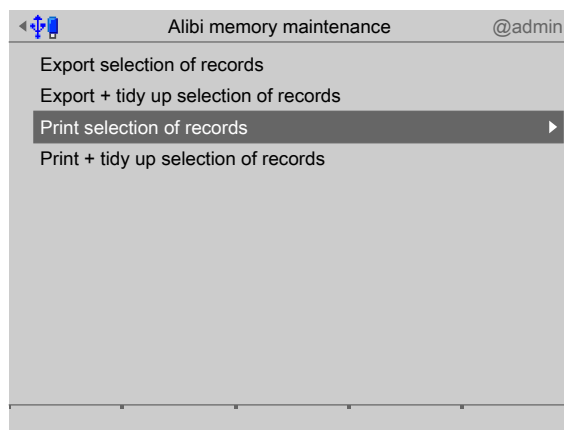 Alibi memory maintenance @admin
Export selection of records
Export + tidy up selection of records
Print selection of records
Print + tidy up selection of records